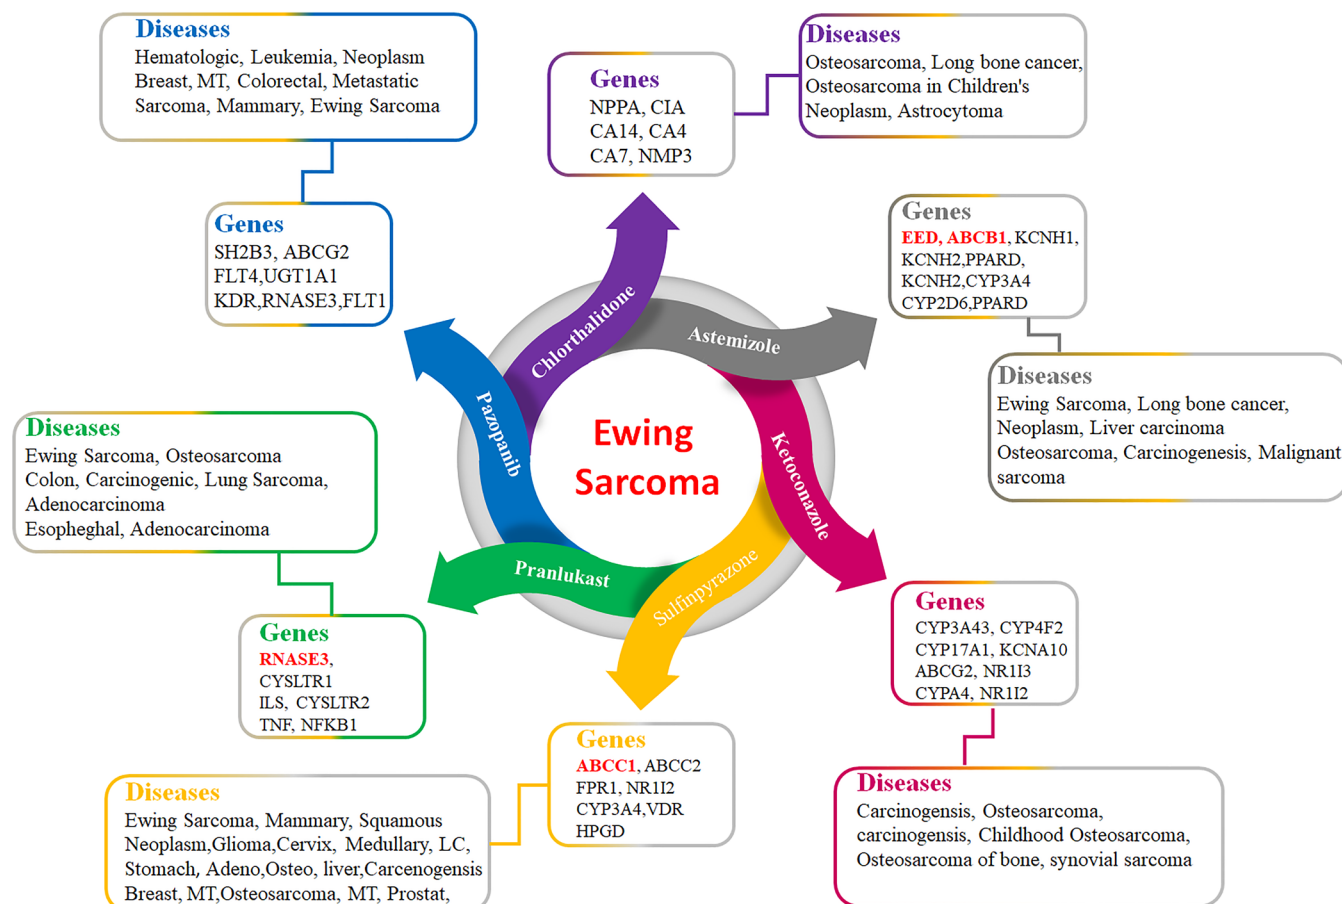 Diseases
Hematologic, Leukemia, Neoplasm
Breast, MT, Colorectal, Metastatic
Sarcoma, Mammary, Ewing Sarcoma
Genes
SH2B3, ABCG2
FLT4,UGT1A1
KDR,RNASE3,FLT1
Genes
NPPA, CIA
CA14, CA4
CA7, NMP3
Diseases
Osteosarcoma, Long bone cancer,
Osteosarcoma in Children's
Neoplasm, Astrocytoma
Genes
EED, ABCB1, KCNH1,
KCNH2,PPARD,
KCNH2,CYP3A4
CYP2D6,PPARD
Diseases
Ewing Sarcoma, Long bone cancer,
Neoplasm, Liver carcinoma
Osteosarcoma, Carcinogenesis, Malignant
sarcoma
Chlorthalidone
Astemizole
Pazopanib
Ewing
Sarcoma
Ketoconazole
Pranlukast
Sulfinpyrazone
Diseases
Ewing Sarcoma, Osteosarcoma
Colon, Carcinogenic, Lung Sarcoma,
Adenocarcinoma
Esopheghal, Adenocarcinoma
Genes
RNASE3,
CYSLTR1
ILS, CYSLTR2
TNF, NFKB1
Genes
CYP3A43, CYP4F2
CYP17A1, KCNA10
ABCG2, NR1I3
CYPA4, NR1I2
Diseases
Carcinogensis, Osteosarcoma,
carcinogensis, Childhood Osteosarcoma,
Osteosarcoma of bone, synovial sarcoma
Genes
ABCC1, ABCC2
FPR1, NR1I2
CYP3A4,VDR
HPGD
Diseases
Ewing Sarcoma, Mammary, Squamous
Neoplasm,Glioma,Cervix, Medullary, LC,
Stomach, Adeno,Osteo, liver,Carcenogensis
Breast, MT,Osteosarcoma, MT, Prostat,